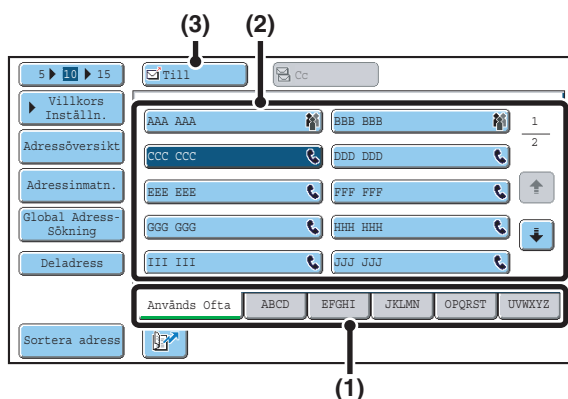 (3)
(2)
5 10 15
Till
Cc
Villkors
Inställn.
AAA AAA
BBB BBB
1
2
Adressöversikt
CCC CCC
DDD DDD
Adressinmatn.
EEE EEE
FFF FFF
Global Adress-
Sökning
GGG GGG
HHH HHH
Deladress
III III
JJJ JJJ
Används Ofta
ABCD
EFGHI
JKLMN
OPQRST
UVWXYZ
Sortera adress
(1)